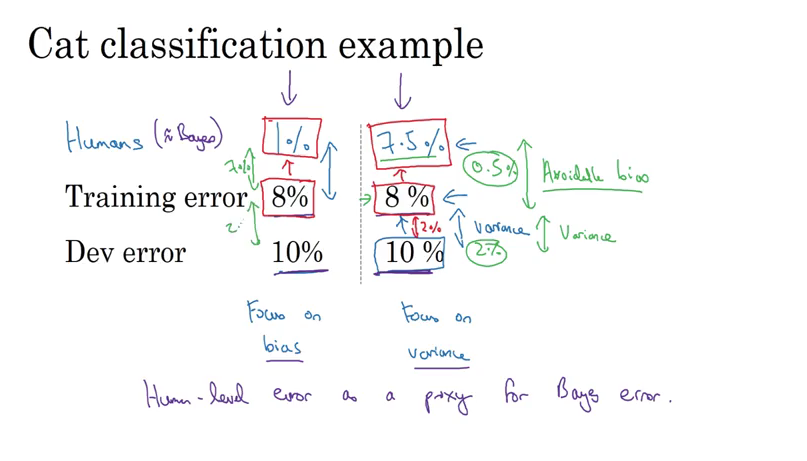 Cat classification example
Humans (≈ Bayes) 1% 7.5%
7% 0.5% Avoidable bias
Training error 8% 8 %
2% 2% Variance Variance
Dev error 10% 10 % 2%
Focus on Focus on
bias variance
Human-level error as a proxy for Bayes error.